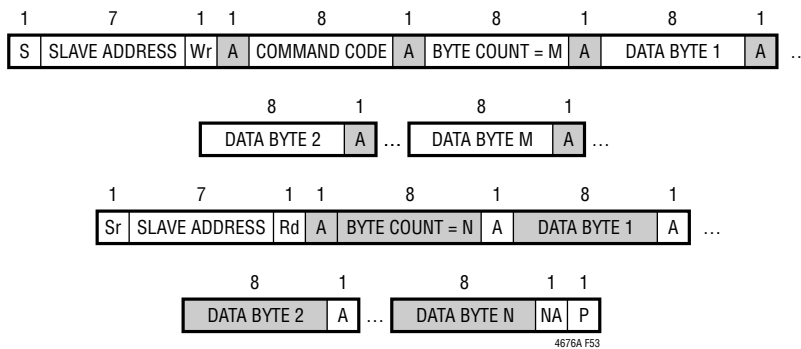 1 7 1 1 8 1 8 1 8 1
S SLAVE ADDRESS Wr A COMMAND CODE A BYTE COUNT = M A DATA BYTE 1 A …
8 1 8 1
DATA BYTE 2 A … DATA BYTE M A …
1 7 1 1 8 1 8 1
Sr SLAVE ADDRESS Rd A BYTE COUNT = N A DATA BYTE 1 A …
8 1 8 1 1
DATA BYTE 2 A … DATA BYTE N NA P
4676A F53